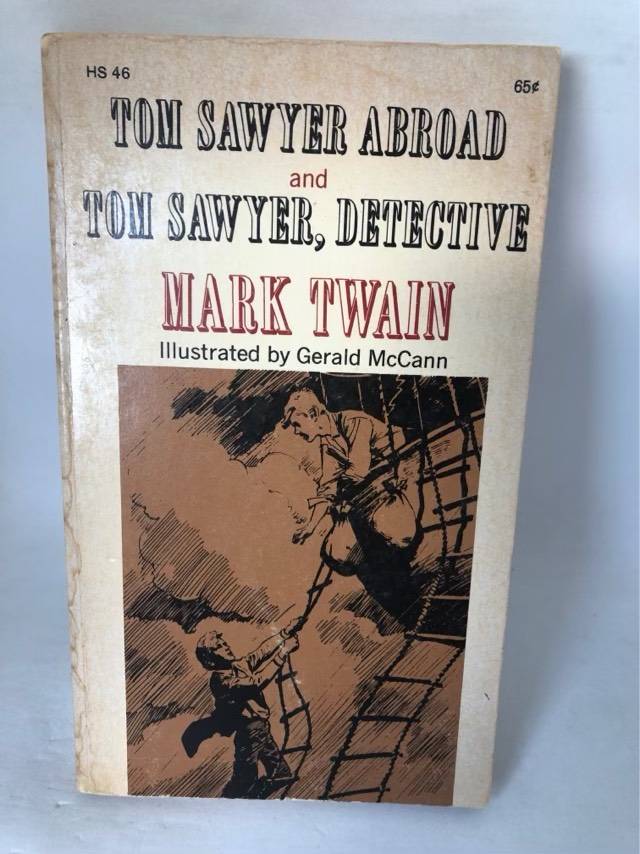 HS 46
65¢
TOM SAWYER ABROAD
and
TOM SAWYER, DETECTIVE
MARK TWAIN
Illustrated by Gerald McCann